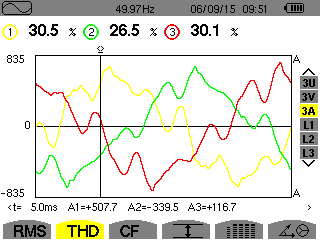 49.97Hz 06/09/15 09:51
1 30.5 % 2 26.5 % 3 30.1 %
835 A
3U
3V
3A
L1
L2
L3
0
-835 A
<t= 5.0ms A1=+507.7 A2=-339.5 A3=+116.7 >
RMS THD CF